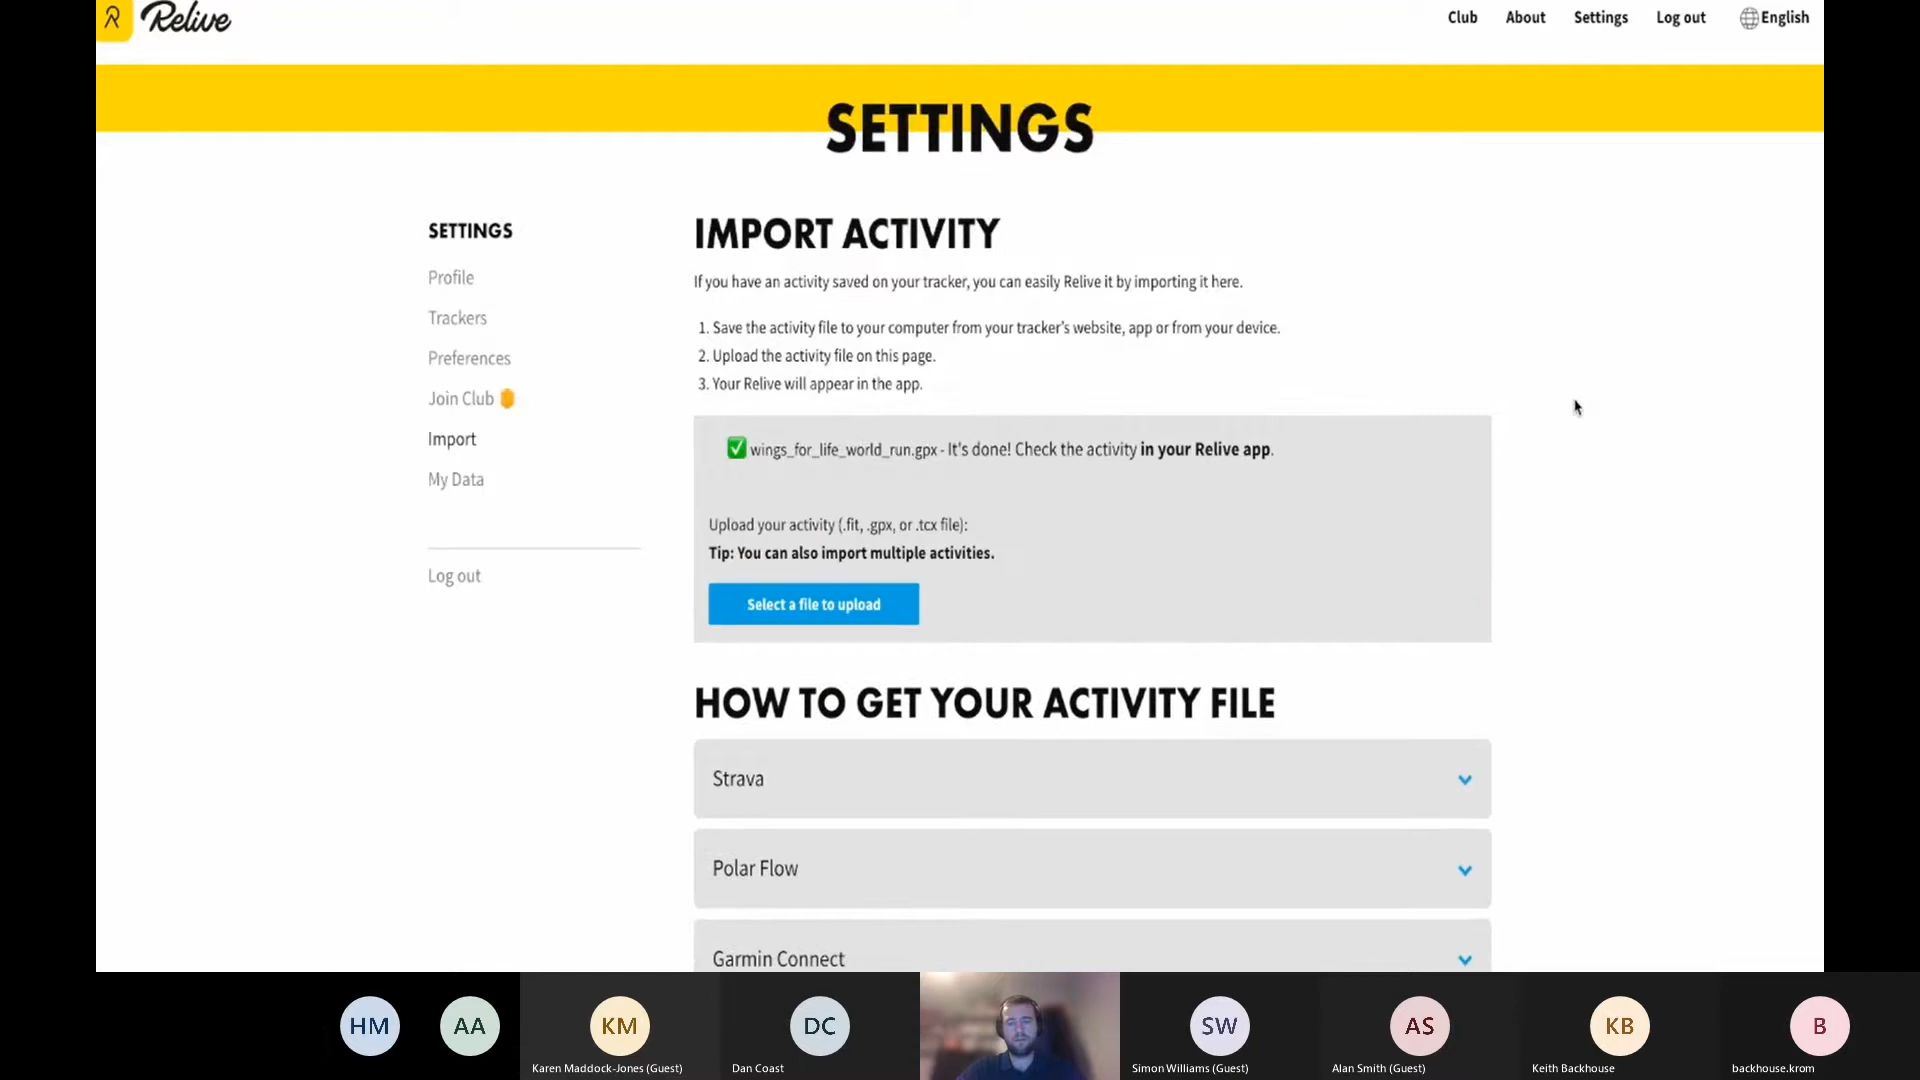 Relive
Club
About
Settings
Log out
English
SETTINGS
SETTINGS
Profile
Trackers
Preferences
Join Club
Import
My Data
Log out
IMPORT ACTIVITY
If you have an activity saved on your tracker, you can easily Relive it by importing it here.
1. Save the activity file to your computer from your tracker's website, app or from your device.
2. Upload the activity file on this page.
3. Your Relive will appear in the app.
wings_for_life_world_run.gpx - It's done! Check the activity in your Relive app.
Upload your activity (.fit, .gpx, or .tcx file):
Tip: You can also import multiple activities.
Select a file to upload
HOW TO GET YOUR ACTIVITY FILE
Strava
Polar Flow
Garmin Connect
HM
AA
KM
Karen Maddock-Jones (Guest)
DC
Dan Coast
SW
Simon Williams (Guest)
AS
Alan Smith (Guest)
KB
Keith Backhouse
B
backhouse.krom